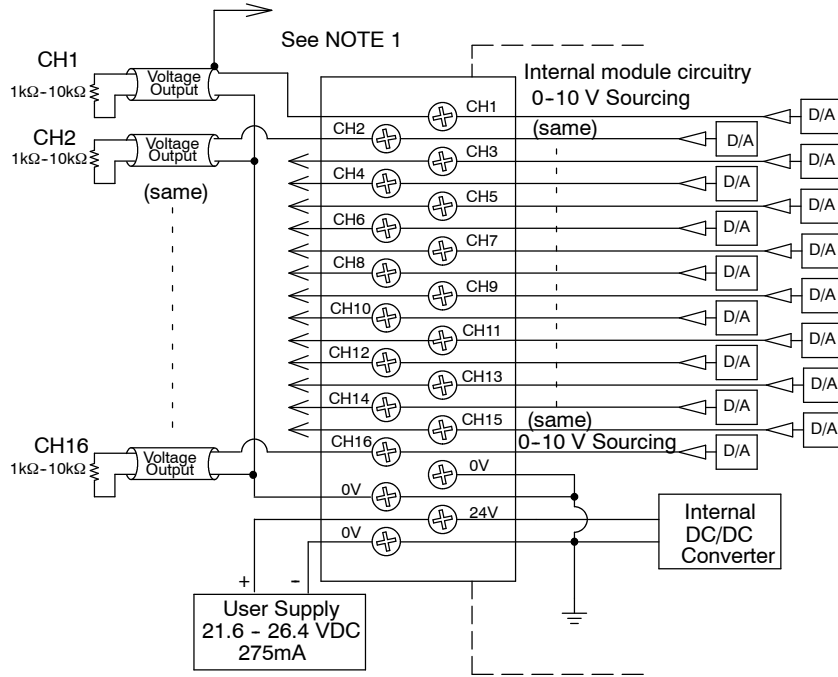 See NOTE 1
CH1
1kΩ-10kΩ
Voltage
Output
Internal module circuitry
0-10 V Sourcing
CH1
D/A
CH2
1kΩ-10kΩ
Voltage
Output
CH2
(same)
D/A
(same)
CH3
D/A
CH4
D/A
CH5
D/A
CH6
D/A
CH7
D/A
CH8
D/A
CH9
D/A
CH10
D/A
CH11
D/A
CH12
D/A
CH13
D/A
CH14
D/A
CH15
(same)
D/A
0-10 V Sourcing
CH16
1kΩ-10kΩ
Voltage
Output
CH16
D/A
0V
0V
24V
0V
Internal
DC/DC
Converter
+ -
User Supply
21.6 - 26.4 VDC
275mA